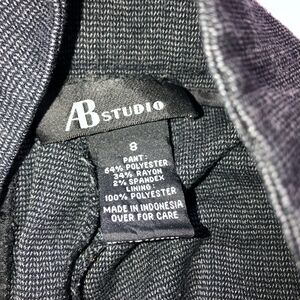 AB STUDIO
8
PANT
64% POLYESTER
34% RAYON
2% SPANDEX
LINING
100% POLYESTER
MADE IN INDONESIA
OVER FOR CARE